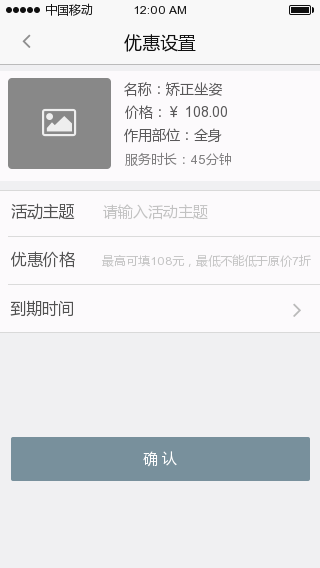 中国移动 12:00 AM
优惠设置
名称：矫正坐姿
价格：¥ 108.00
作用部位：全身
服务时长：45分钟
活动主题 请输入活动主题
优惠价格 最高可填108元，最低不能低于原价7折
到期时间
确 认